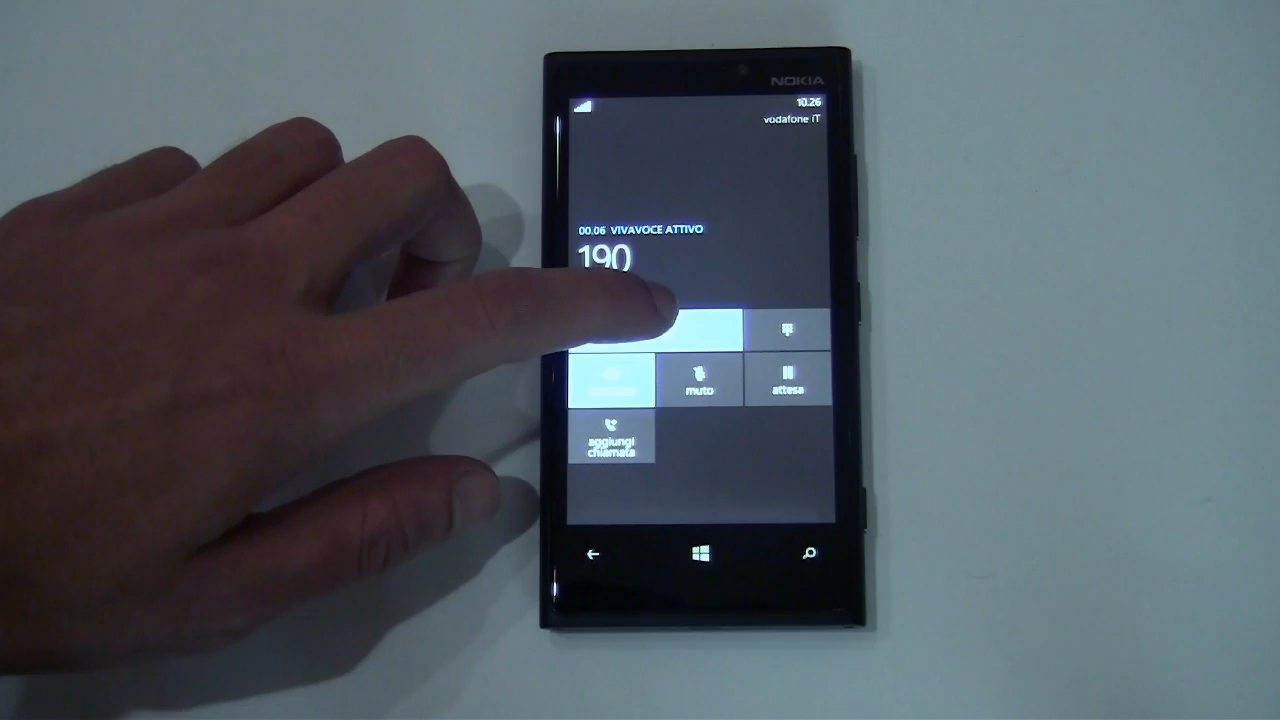 NOKIA
10.26
vodafone IT
00.06 VIVAVOCE ATTIVO
190
muto
attesa
aggiungi
chiamata